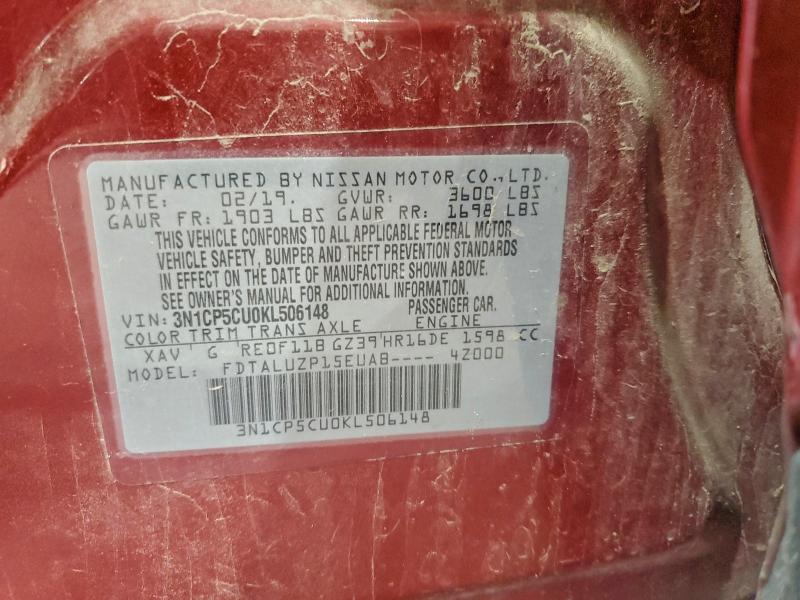 MANUFACTURED BY NISSAN MOTOR CO.,LTD.
DATE: 02/19. GVWR: 3600 LBS
GAWR FR: 1903 LBS GAWR RR: 1698 LBS
THIS VEHICLE CONFORMS TO ALL APPLICABLE FEDERAL MOTOR
VEHICLE SAFETY, BUMPER AND THEFT PREVENTION STANDARDS
IN EFFECT ON THE DATE OF MANUFACTURE SHOWN ABOVE.
SEE OWNER'S MANUAL FOR ADDITIONAL INFORMATION.
VIN: 3N1CP5CU0KL506148 PASSENGER CAR.
COLOR TRIM TRANS AXLE ENGINE
XAV G RE0F11B GZ39 HR16DE 1598 CC
MODEL: FDTALUZP15EUAB---- 4Z000
3N1CP5CU0KL506148